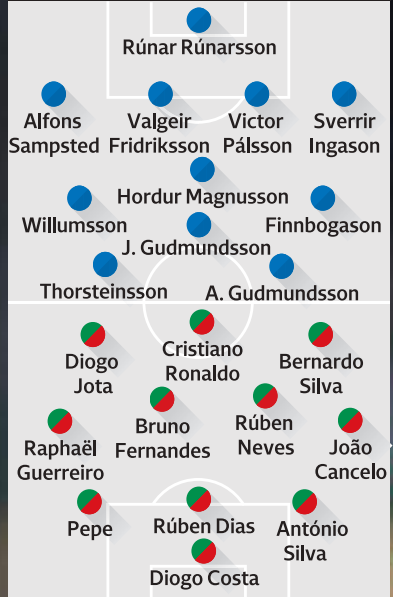 Rúnar Rúnarsson
Alfons
Sampsted
Valgeir
Fridriksson
Victor
Pálsson
Sverrir
Ingason
Hordur Magnusson
Willumsson
Finnbogason
J. Gudmundsson
Thorsteinsson
A. Gudmundsson
Diogo
Jota
Cristiano
Ronaldo
Bernardo
Silva
Raphaël
Guerreiro
Bruno
Fernandes
Rúben
Neves
João
Cancelo
Pepe
Rúben Dias
António
Silva
Diogo Costa